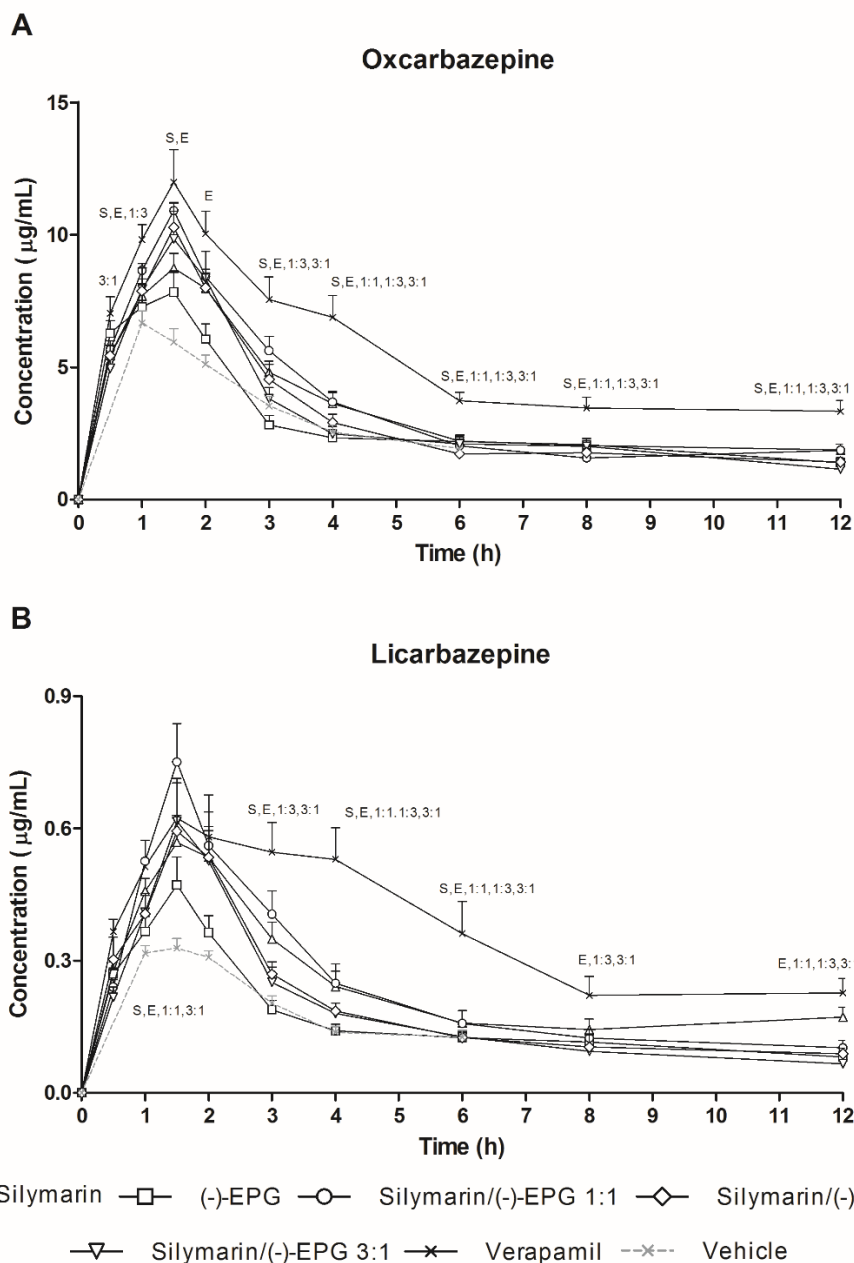 A
Oxcarbazepine
Concentration ( µg/mL)
15
10
5
0
3:1
S,E,1:3
S,E
E
S,E,1:3,3:1
S,E,1:1,1:3,3:1
S,E,1:1,1:3,3:1
S,E,1:1,1:3,3:1
S,E,1:1,1:3,3:1
0 1 2 3 4 5 6 7 8 9 10 11 12
Time (h)
B
Licarbazepine
Concentration ( µg/mL)
0.9
0.6
0.3
0.0
S,E,1:1,3:1
S,E,1:3,3:1
S,E,1:1.1:3,3:1
S,E,1:1,1:3,3:1
E,1:3,3:1
E,1:1,1:3,3:
0 1 2 3 4 5 6 7 8 9 10 11 12
Time (h)
Silymarin (-)-EPG Silymarin/(-)-EPG 1:1 Silymarin/(-)
Silymarin/(-)-EPG 3:1 Verapamil Vehicle